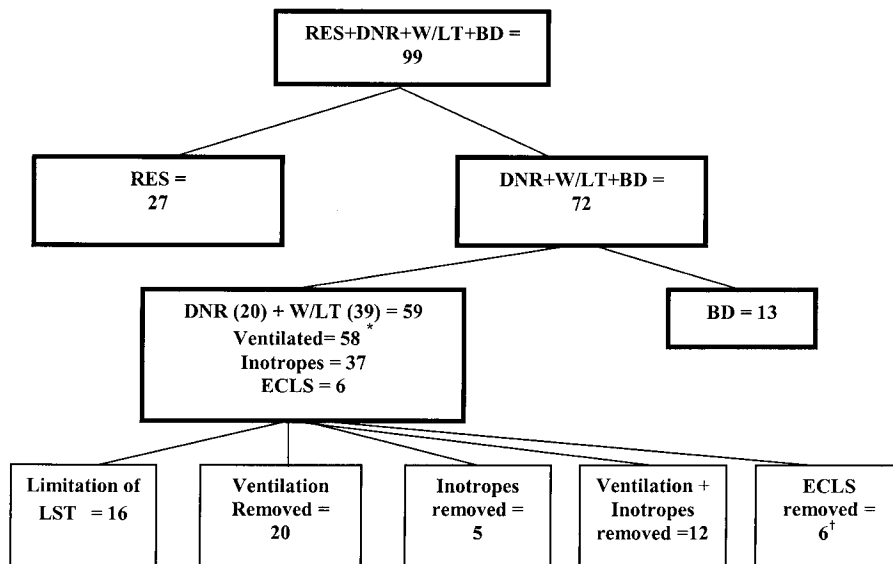 RES+DNR+W/LT+BD =
99
RES =
27
DNR+W/LT+BD =
72
DNR (20) + W/LT (39) = 59
Ventilated= 58 *
Inotropes = 37
ECLS = 6
BD = 13
Limitation of
LST = 16
Ventilation
Removed =
20
Inotropes
removed =
5
Ventilation +
Inotropes
removed =12
ECLS
removed =
6†